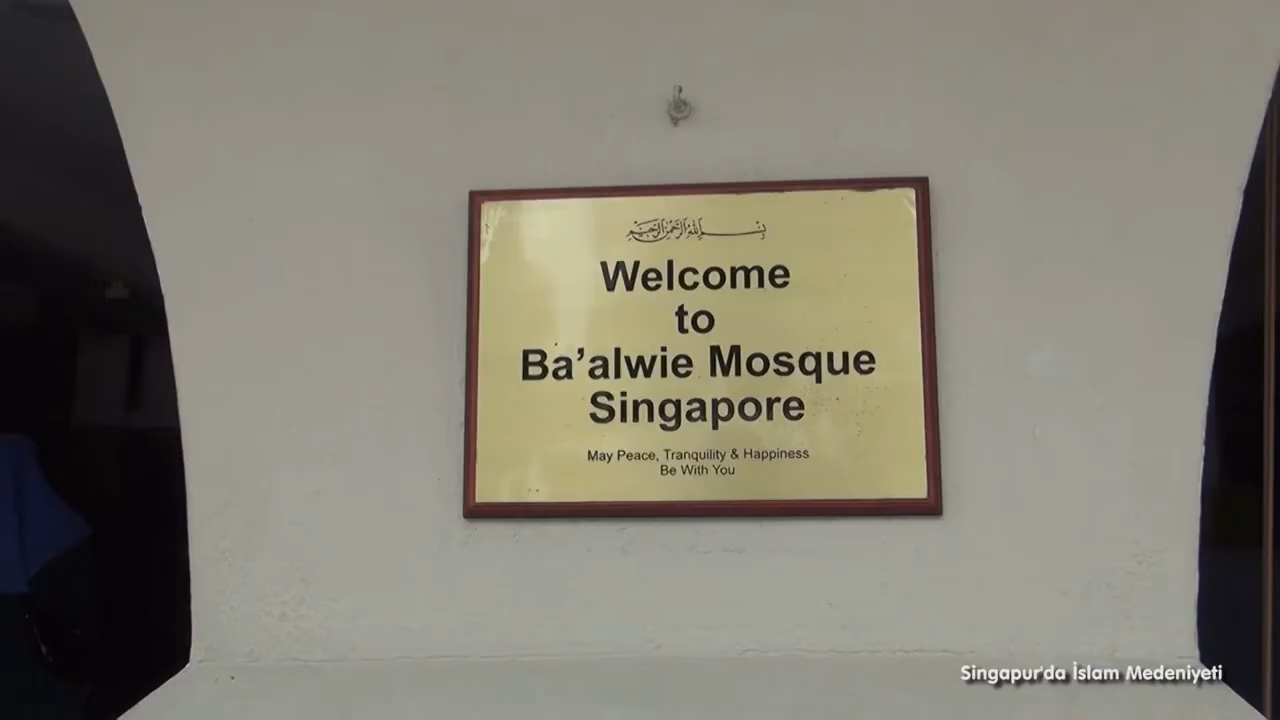 بسم الله الرحمن الرحيم
Welcome
to
Ba’alwie Mosque
Singapore
May Peace, Tranquility & Happiness
Be With You
Singapur'da İslam Medeniyeti